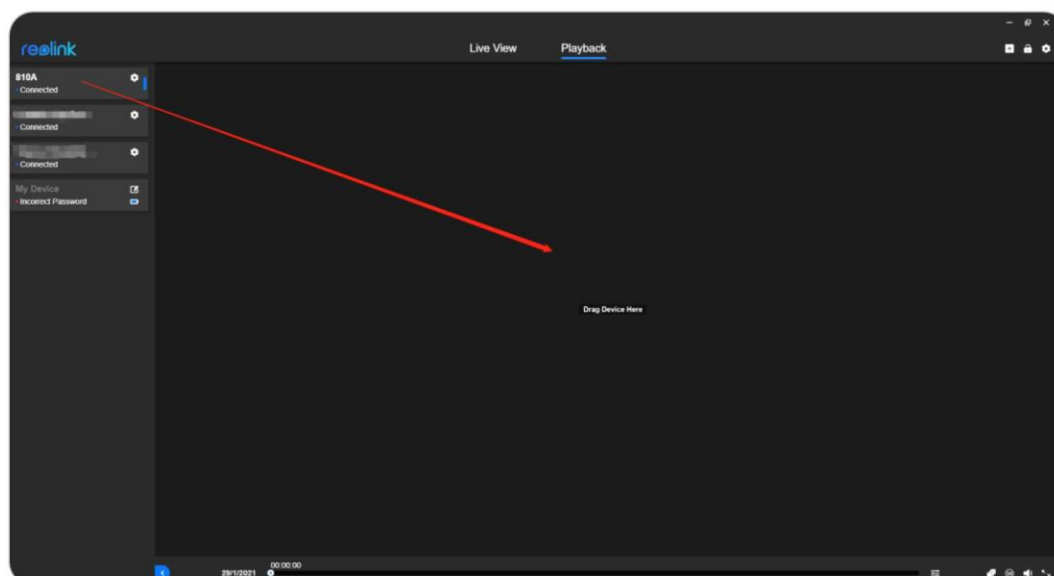 reolink
Live View
Playback
810A
Connected
Connected
Connected
My Device
Incorrect Password
Drag Device Here
00:00:00
29/1/2021